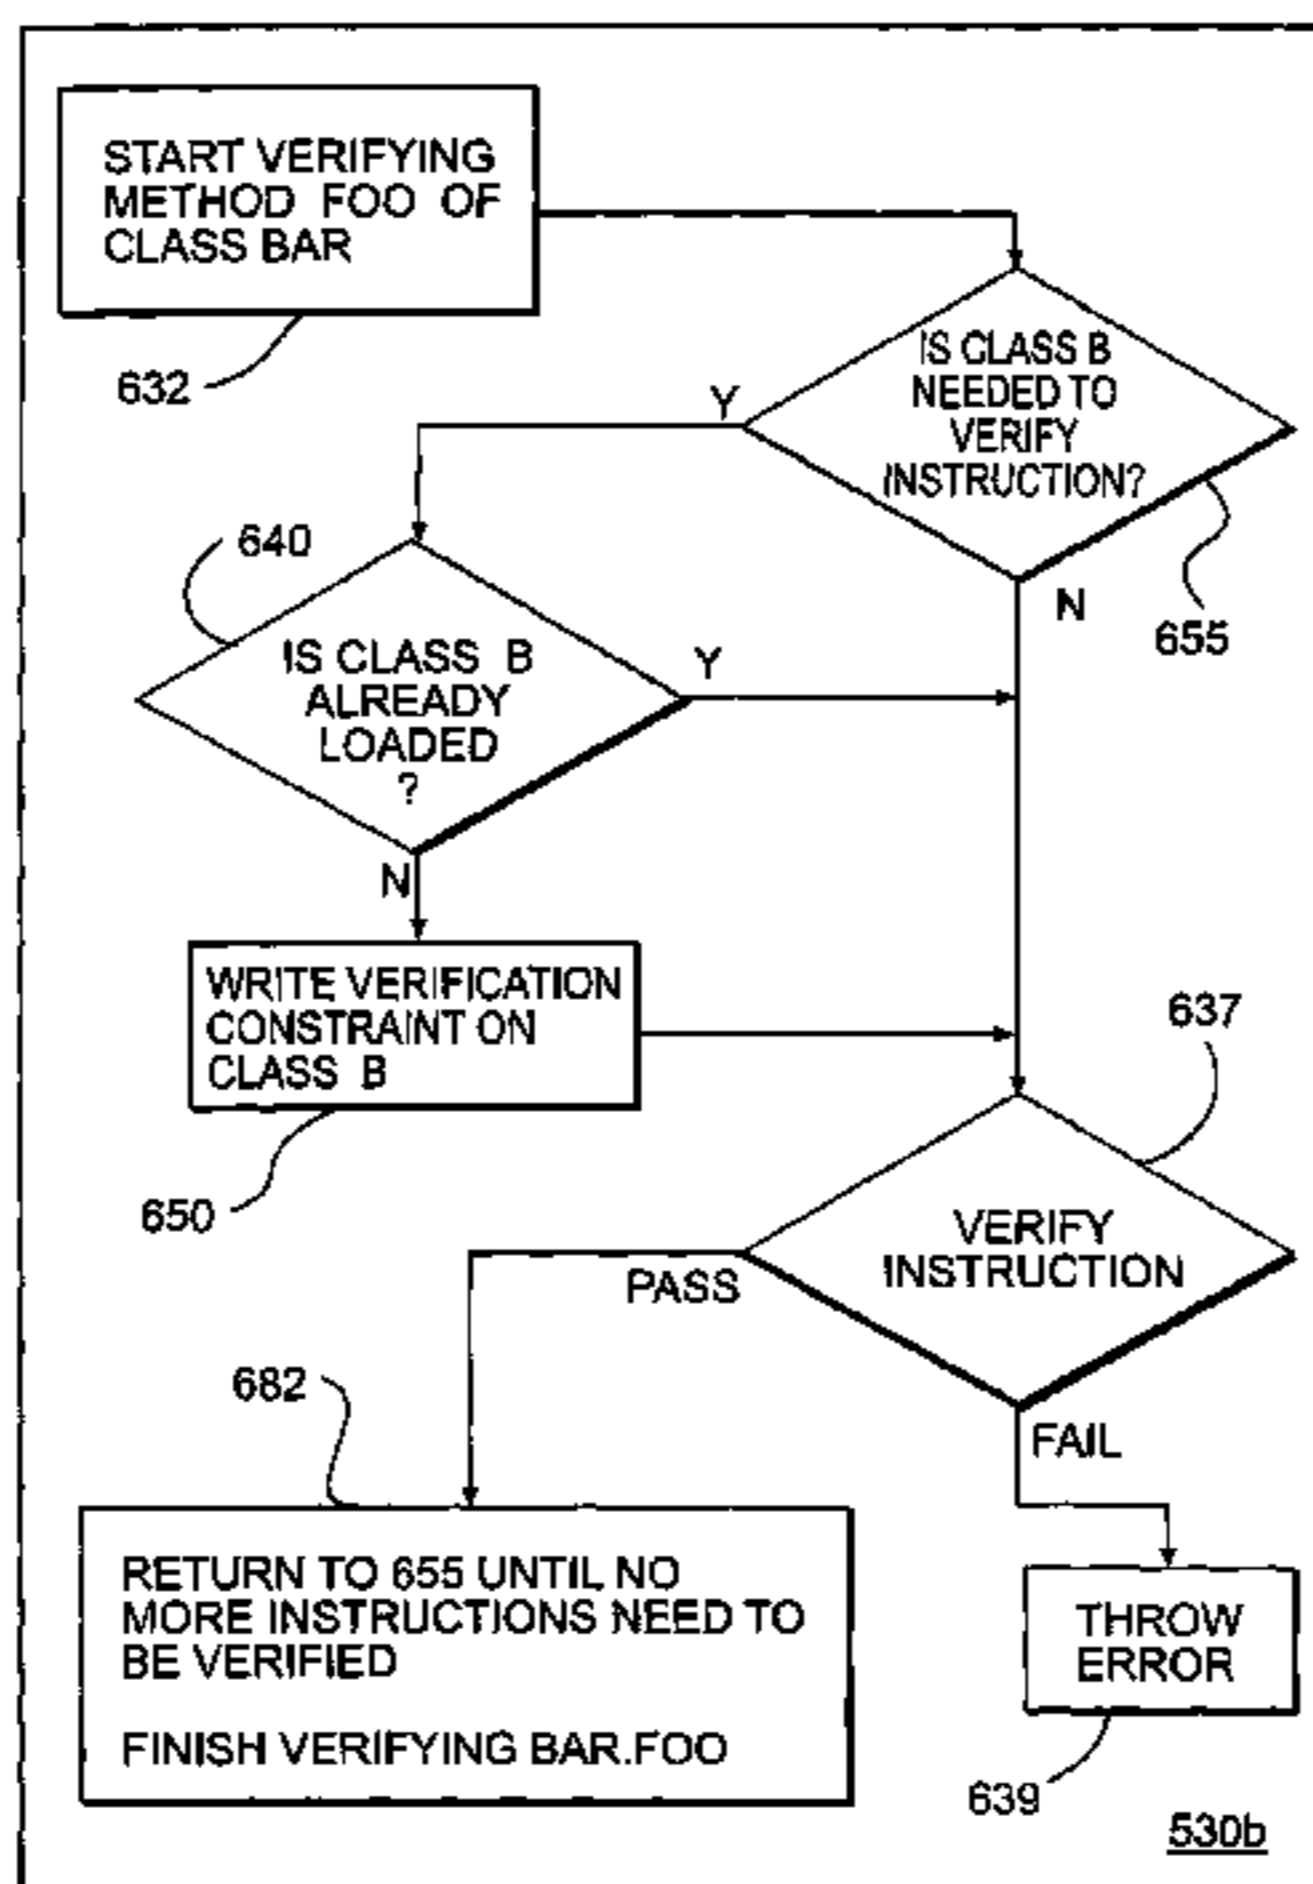 START VERIFYING
METHOD FOO OF
CLASS BAR
632
IS CLASS B
NEEDED TO
VERIFY
INSTRUCTION?
Y
N
655
640
IS CLASS B
ALREADY
LOADED
?
Y
N
WRITE VERIFICATION
CONSTRAINT ON
CLASS B
650
637
VERIFY
INSTRUCTION
PASS
FAIL
682
RETURN TO 655 UNTIL NO
MORE INSTRUCTIONS NEED TO
BE VERIFIED
FINISH VERIFYING BAR.FOO
THROW
ERROR
639
530b